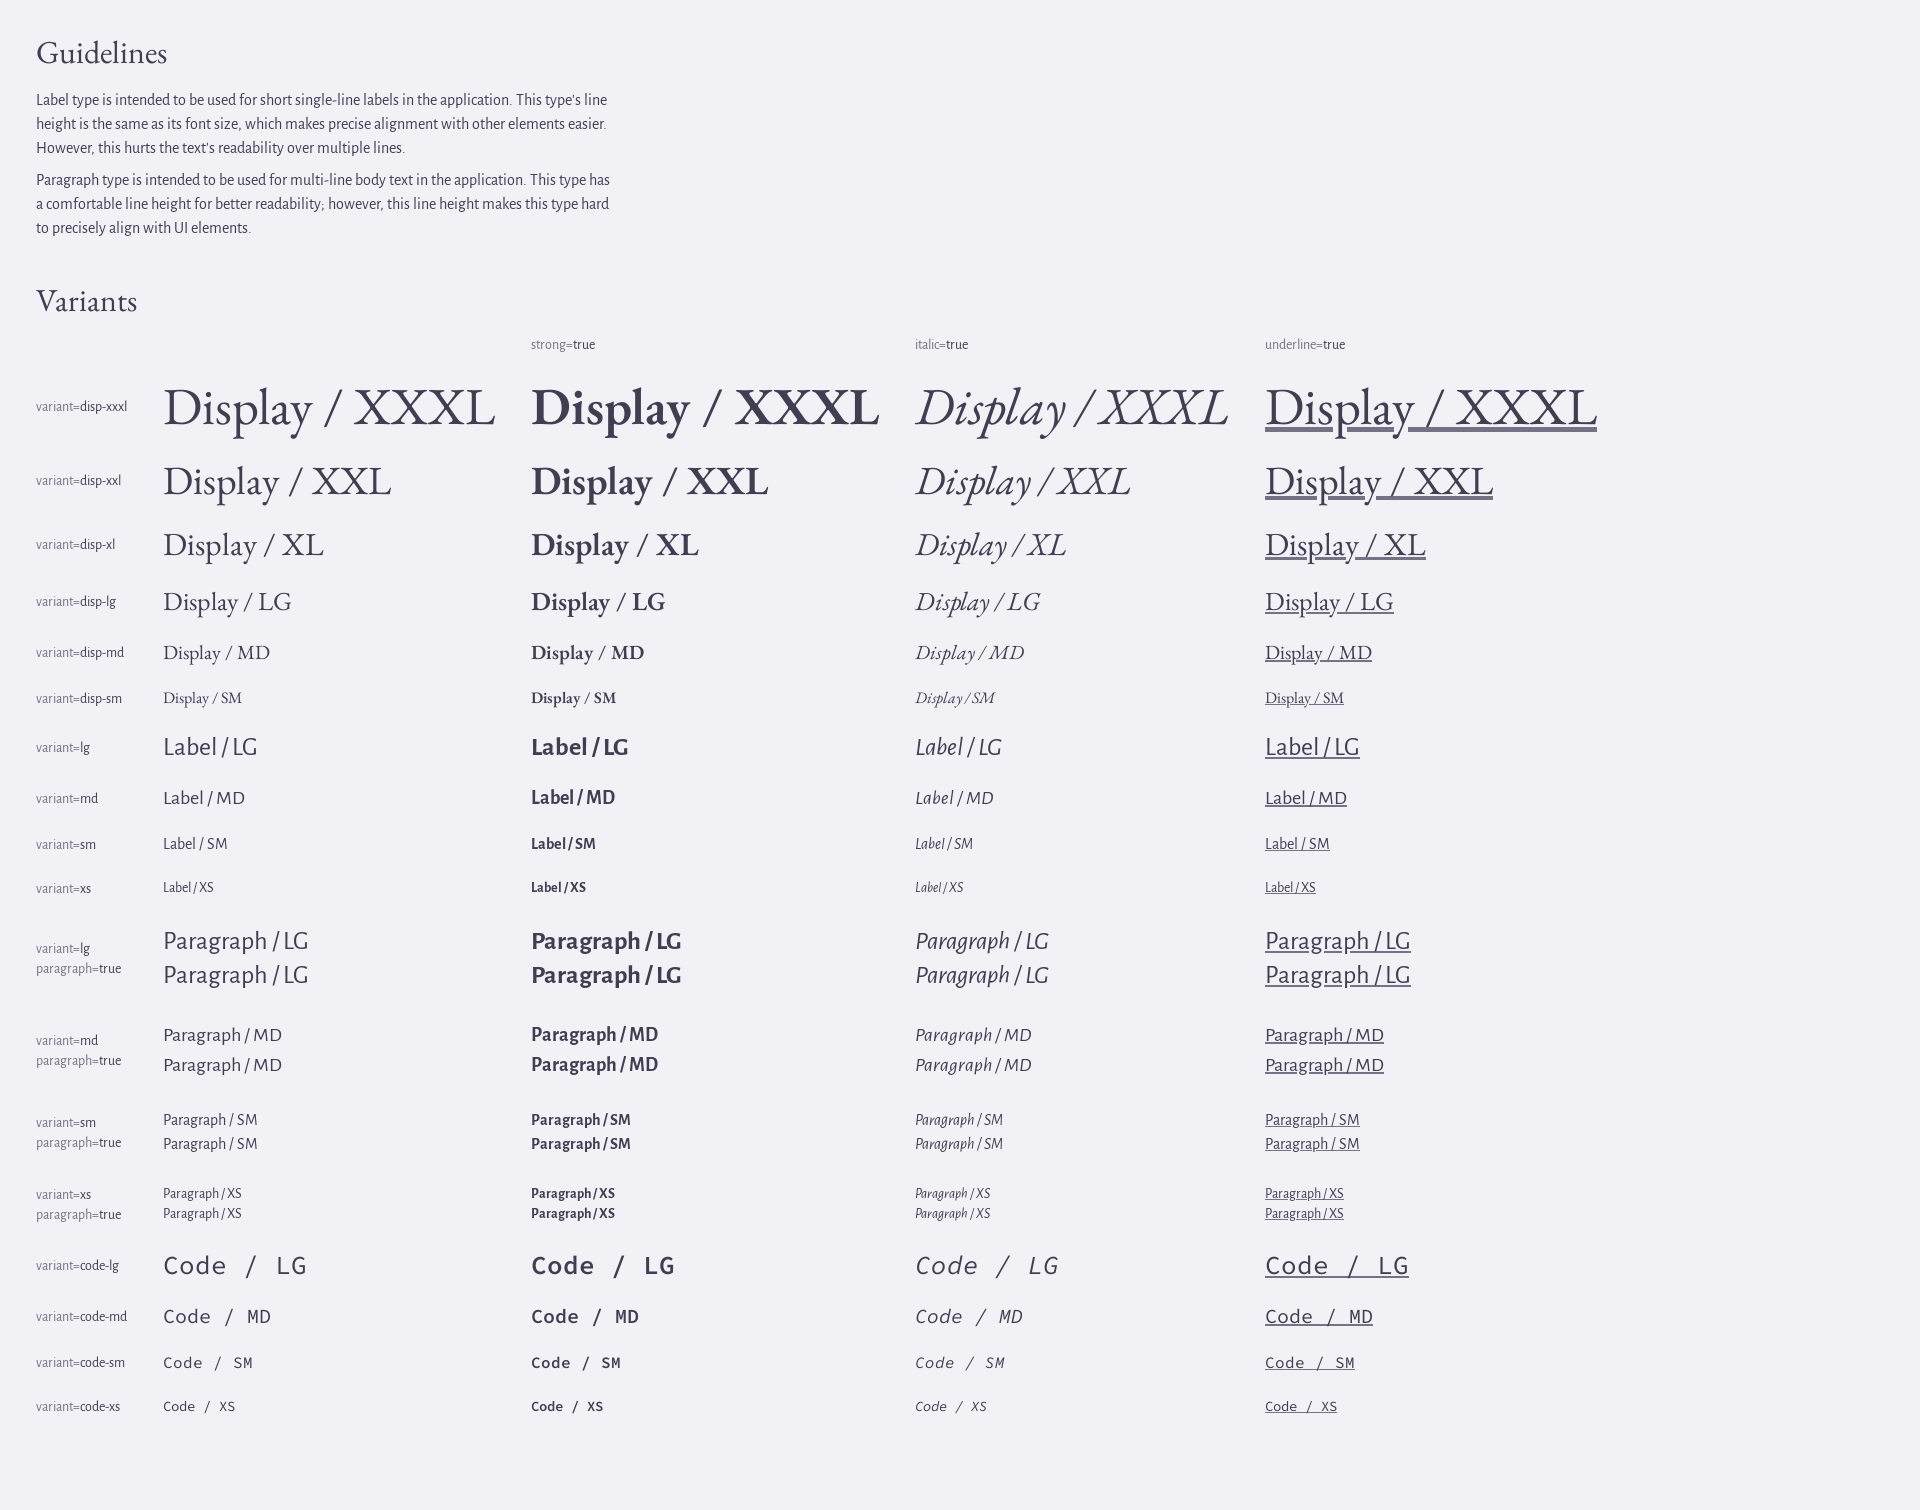 Guidelines
Label type is intended to be used for short single-line labels in the application. This type's line
height is the same as its font size, which makes precise alignment with other elements easier.
However, this hurts the text's readability over multiple lines.
Paragraph type is intended to be used for multi-line body text in the application. This type has
a comfortable line height for better readability; however, this line height makes this type hard
to precisely align with UI elements.
Variants
strong=true italic=true underline=true
variant=disp-xxxl Display / XXXL Display / XXXL Display / XXXL Display / XXXL
variant=disp-xxl Display / XXL Display / XXL Display / XXL Display / XXL
variant=disp-xl Display / XL Display / XL Display / XL Display / XL
variant=disp-lg Display / LG Display / LG Display / LG Display / LG
variant=disp-md Display / MD Display / MD Display / MD Display / MD
variant=disp-sm Display / SM Display / SM Display / SM Display / SM
variant=lg Label / LG Label / LG Label / LG Label / LG
variant=md Label / MD Label / MD Label / MD Label / MD
variant=sm Label / SM Label / SM Label / SM Label / SM
variant=xs Label / XS Label / XS Label / XS Label / XS
variant=lg Paragraph / LG Paragraph / LG Paragraph / LG Paragraph / LG
paragraph=true Paragraph / LG Paragraph / LG Paragraph / LG Paragraph / LG
variant=md Paragraph / MD Paragraph / MD Paragraph / MD Paragraph / MD
paragraph=true Paragraph / MD Paragraph / MD Paragraph / MD Paragraph / MD
variant=sm Paragraph / SM Paragraph / SM Paragraph / SM Paragraph / SM
paragraph=true Paragraph / SM Paragraph / SM Paragraph / SM Paragraph / SM
variant=xs Paragraph / XS Paragraph / XS Paragraph / XS Paragraph / XS
paragraph=true Paragraph / XS Paragraph / XS Paragraph / XS Paragraph / XS
variant=code-lg Code / LG Code / LG Code / LG Code / LG
variant=code-md Code / MD Code / MD Code / MD Code / MD
variant=code-sm Code / SM Code / SM Code / SM Code / SM
variant=code-xs Code / XS Code / XS Code / XS Code / XS